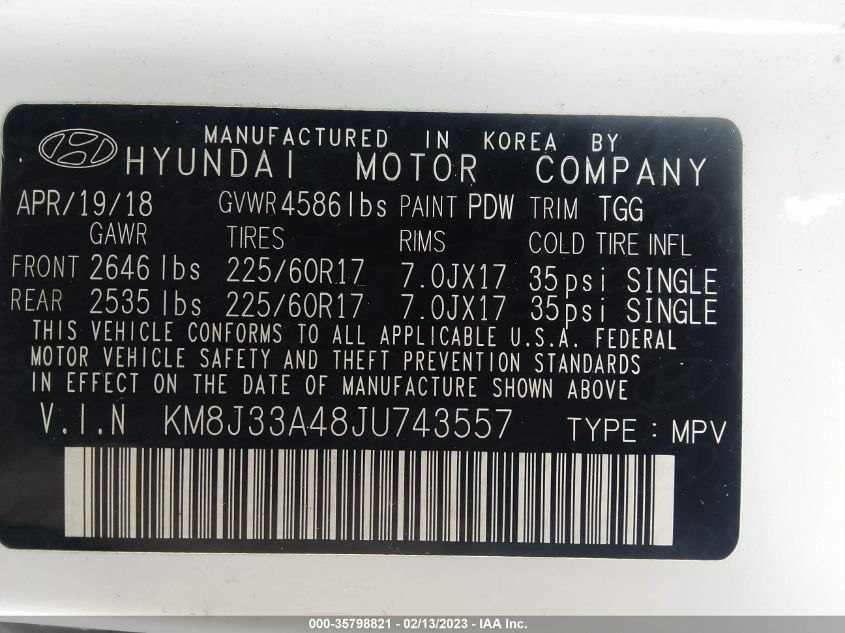 MANUFACTURED IN KOREA BY
HYUNDAI MOTOR COMPANY
APR/19/18 GVWR 4586lbs PAINT PDW TRIM TGG
GAWR TIRES RIMS COLD TIRE INFL
FRONT 2646 lbs 225/60R17 7.0JX17 35psi SINGLE
REAR 2535 lbs 225/60R17 7.0JX17 35psi SINGLE
THIS VEHICLE CONFORMS TO ALL APPLICABLE U.S.A. FEDERAL
MOTOR VEHICLE SAFETY AND THEFT PREVENTION STANDARDS
IN EFFECT ON THE DATE OF MANUFACTURE SHOWN ABOVE
V.I.N KM8J33A48JU743557 TYPE : MPV
000-35798821 - 02/13/2023 - IAA Inc.